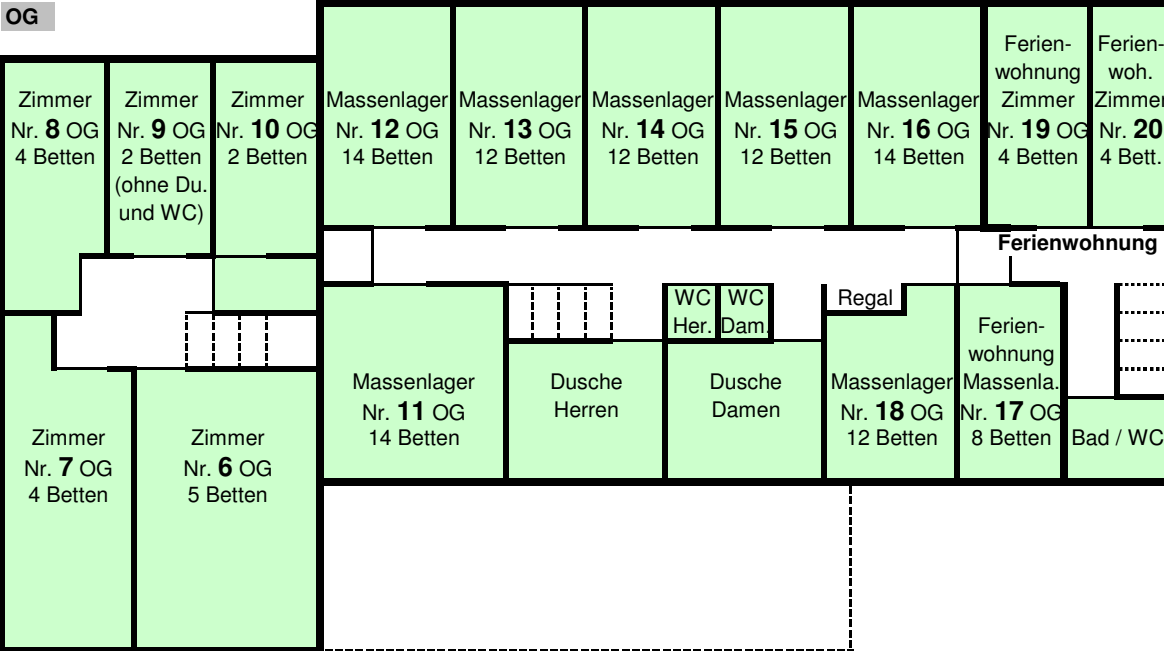 OG
Zimmer
Nr. 8 OG
4 Betten
Zimmer
Nr. 9 OG
2 Betten
(ohne Du.
und WC)
Zimmer
Nr. 10 OG
2 Betten
Massenlager
Nr. 12 OG
14 Betten
Massenlager
Nr. 13 OG
12 Betten
Massenlager
Nr. 14 OG
12 Betten
Massenlager
Nr. 15 OG
12 Betten
Massenlager
Nr. 16 OG
14 Betten
Ferien-
wohnung
Zimmer
Nr. 19 OG
4 Betten
Ferien-
woh.
Zimmer
Nr. 20
4 Bett.
Ferienwohnung
Zimmer
Nr. 7 OG
4 Betten
Zimmer
Nr. 6 OG
5 Betten
Massenlager
Nr. 11 OG
14 Betten
Dusche
Herren
WC
Her.
WC
Dam.
Dusche
Damen
Regal
Massenlager
Nr. 18 OG
12 Betten
Ferien-
wohnung
Massenla.
Nr. 17 OG
8 Betten
Bad / WC